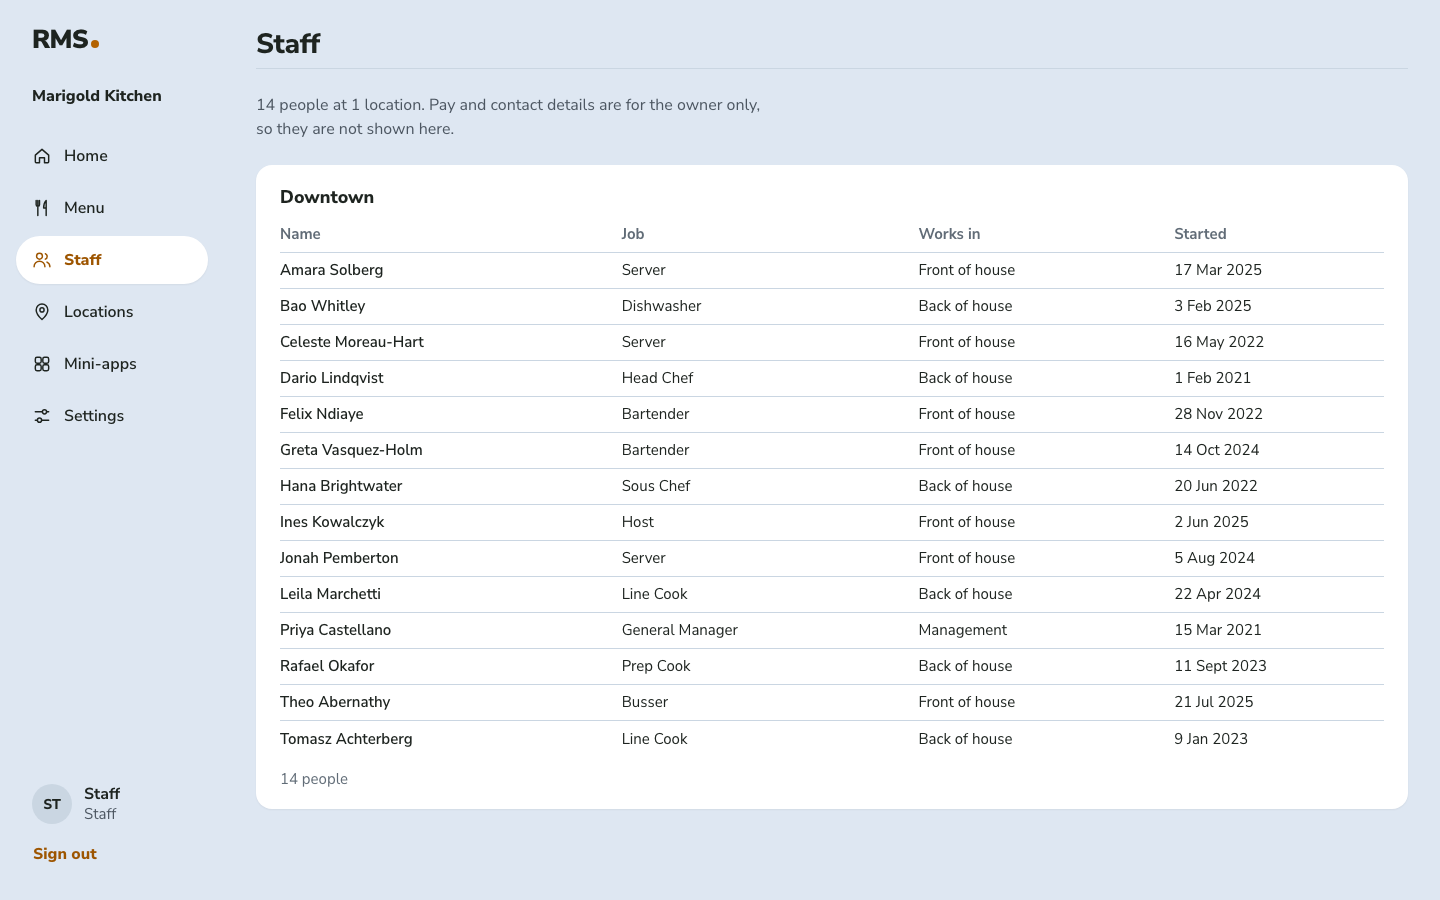 RMS.
Marigold Kitchen
Home
Menu
Staff
Locations
Mini-apps
Settings
ST
Staff
Staff
Sign out
Staff
14 people at 1 location. Pay and contact details are for the owner only,
so they are not shown here.
Downtown
Name Job Works in Started
Amara Solberg Server Front of house 17 Mar 2025
Bao Whitley Dishwasher Back of house 3 Feb 2025
Celeste Moreau-Hart Server Front of house 16 May 2022
Dario Lindqvist Head Chef Back of house 1 Feb 2021
Felix Ndiaye Bartender Front of house 28 Nov 2022
Greta Vasquez-Holm Bartender Front of house 14 Oct 2024
Hana Brightwater Sous Chef Back of house 20 Jun 2022
Ines Kowalczyk Host Front of house 2 Jun 2025
Jonah Pemberton Server Front of house 5 Aug 2024
Leila Marchetti Line Cook Back of house 22 Apr 2024
Priya Castellano General Manager Management 15 Mar 2021
Rafael Okafor Prep Cook Back of house 11 Sept 2023
Theo Abernathy Busser Front of house 21 Jul 2025
Tomasz Achterberg Line Cook Back of house 9 Jan 2023
14 people